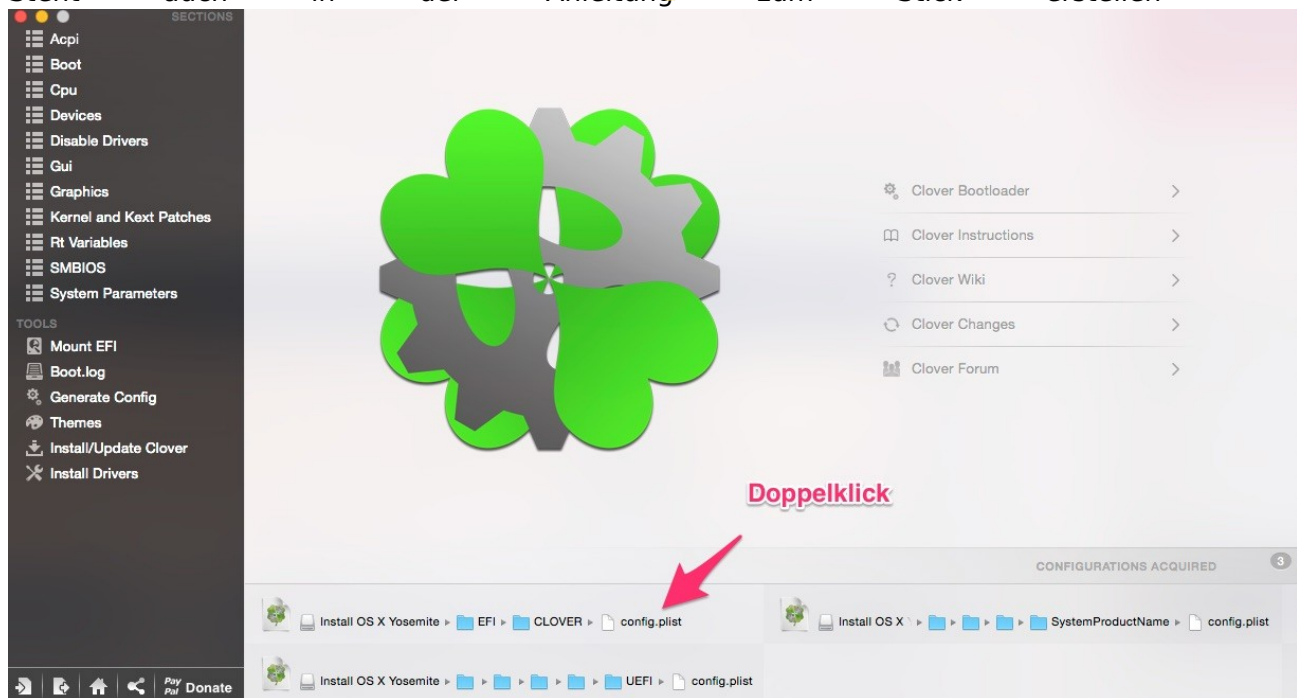 Steht auch in der Anleitung zum Stick erstellen
SECTIONS
Acpi
Boot
Cpu
Devices
Disable Drivers
Gui
Graphics
Kernel and Kext Patches
Rt Variables
SMBIOS
System Parameters
TOOLS
Mount EFI
Boot.log
Generate Config
Themes
Install/Update Clover
Install Drivers
Pay Pal Donate
Clover Bootloader
Clover Instructions
? Clover Wiki
Clover Changes
Clover Forum
Doppelklick
CONFIGURATIONS ACQUIRED 3
Install OS X Yosemite ▸ EFI ▸ CLOVER ▸ config.plist
Install OS X ▸ ▸ ▸ ▸ SystemProductName ▸ config.plist
Install OS X Yosemite ▸ ▸ ▸ ▸ ▸ UEFI ▸ config.plist